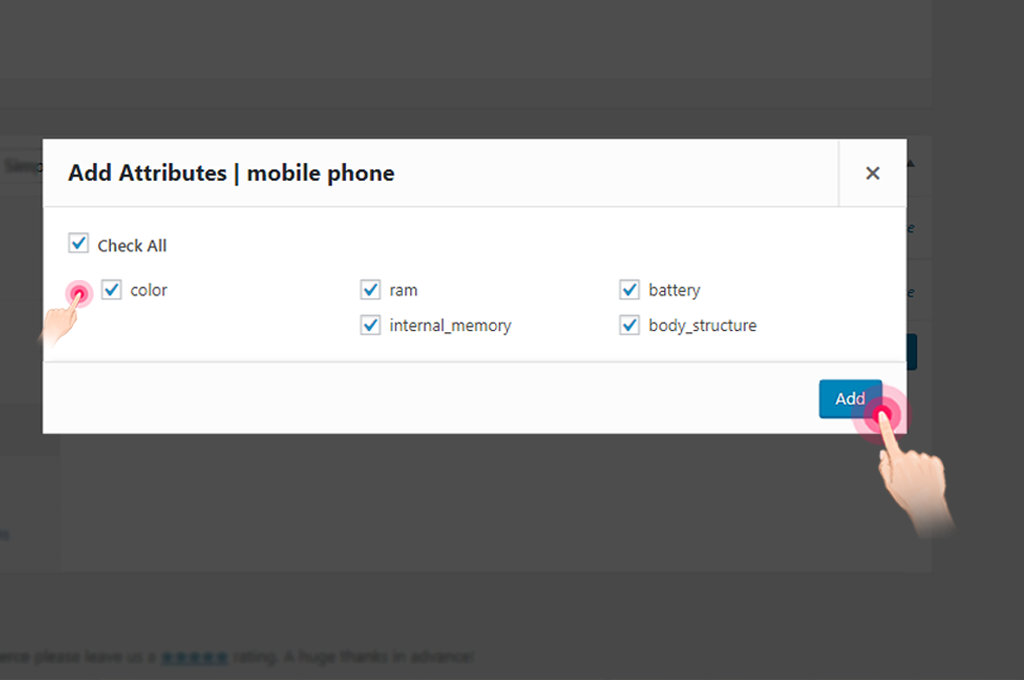 Add Attributes | mobile phone
Check All
color ram battery
internal_memory body_structure
Add
erce please leave us a ★★★★★ rating. A huge thanks in advance!